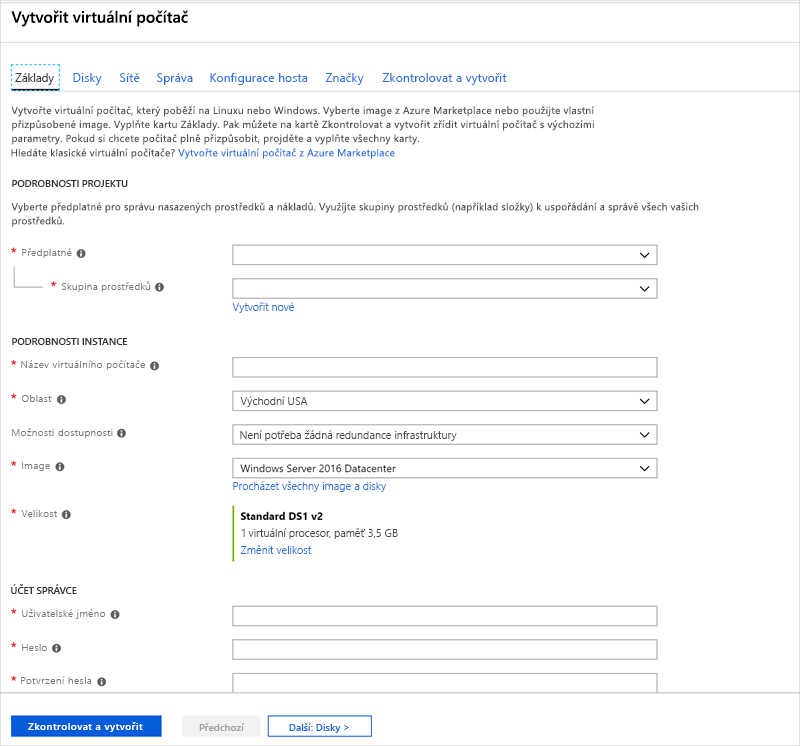 Vytvořit virtuální počítač
Základy Disky Sítě Správa Konfigurace hosta Značky Zkontrolovat a vytvořit
Vytvořte virtuální počítač, který poběží na Linuxu nebo Windows. Vyberte image z Azure Marketplace nebo použijte vlastní
přizpůsobené image. Vyplňte kartu Základy. Pak můžete na kartě Zkontrolovat a vytvořit zřídit virtuální počítač s výchozími
parametry. Pokud si chcete počítač plně přizpůsobit, projděte a vyplňte všechny karty.
Hledáte klasické virtuální počítače? Vytvořte virtuální počítač z Azure Marketplace
PODROBNOSTI PROJEKTU
Vyberte předplatné pro správu nasazených prostředků a nákladů. Využijte skupiny prostředků (například složky) k uspořádání a správě všech vašich
prostředků.
* Předplatné
* Skupina prostředků
Vytvořit nové
PODROBNOSTI INSTANCE
* Název virtuálního počítače
* Oblast Východní USA
Možnosti dostupnosti Není potřeba žádná redundance infrastruktury
* Image Windows Server 2016 Datacenter
Procházet všechny image a disky
* Velikost Standard DS1 v2
1 virtuální procesor, paměť 3,5 GB
Změnit velikost
ÚČET SPRÁVCE
* Uživatelské jméno
* Heslo
* Potvrzení hesla
Zkontrolovat a vytvořit Předchozí Další: Disky >